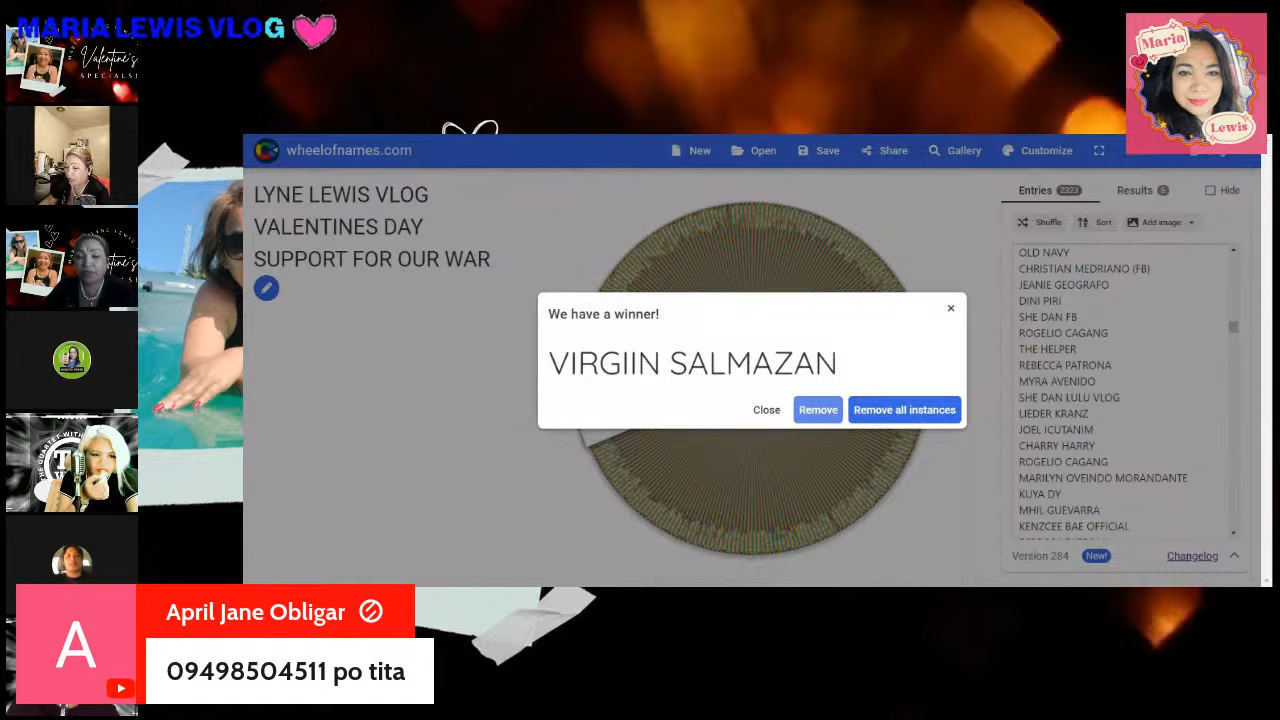 MARIA LEWIS VLOG
Valentine's
SPECIALS!
Maria
Lewis
wheelofnames.com
New
Open
Save
Share
Gallery
Customize
LYNE LEWIS VLOG
VALENTINES DAY
SUPPORT FOR OUR WAR
Entries 2323
Results 6
Hide
Shuffle
Sort
Add image
OLD NAVY
CHRISTIAN MEDRIANO (FB)
JEANIE GEOGRAFO
DINI PIRI
SHE DAN FB
ROGELIO CAGANG
THE HELPER
REBECCA PATRONA
MYRA AVENIDO
SHE DAN LULU VLOG
LIEDER KRANZ
JOEL ICUTANIM
CHARRY HARRY
ROGELIO CAGANG
MARILYN OVEINDO MORANDANTE
KUYA DY
MHIL GUEVARRA
KENZCEE BAE OFFICIAL
Version 284
New!
Changelog
We have a winner!
VIRGIIN SALMAZAN
Close
Remove
Remove all instances
A
April Jane Obligar
09498504511 po tita